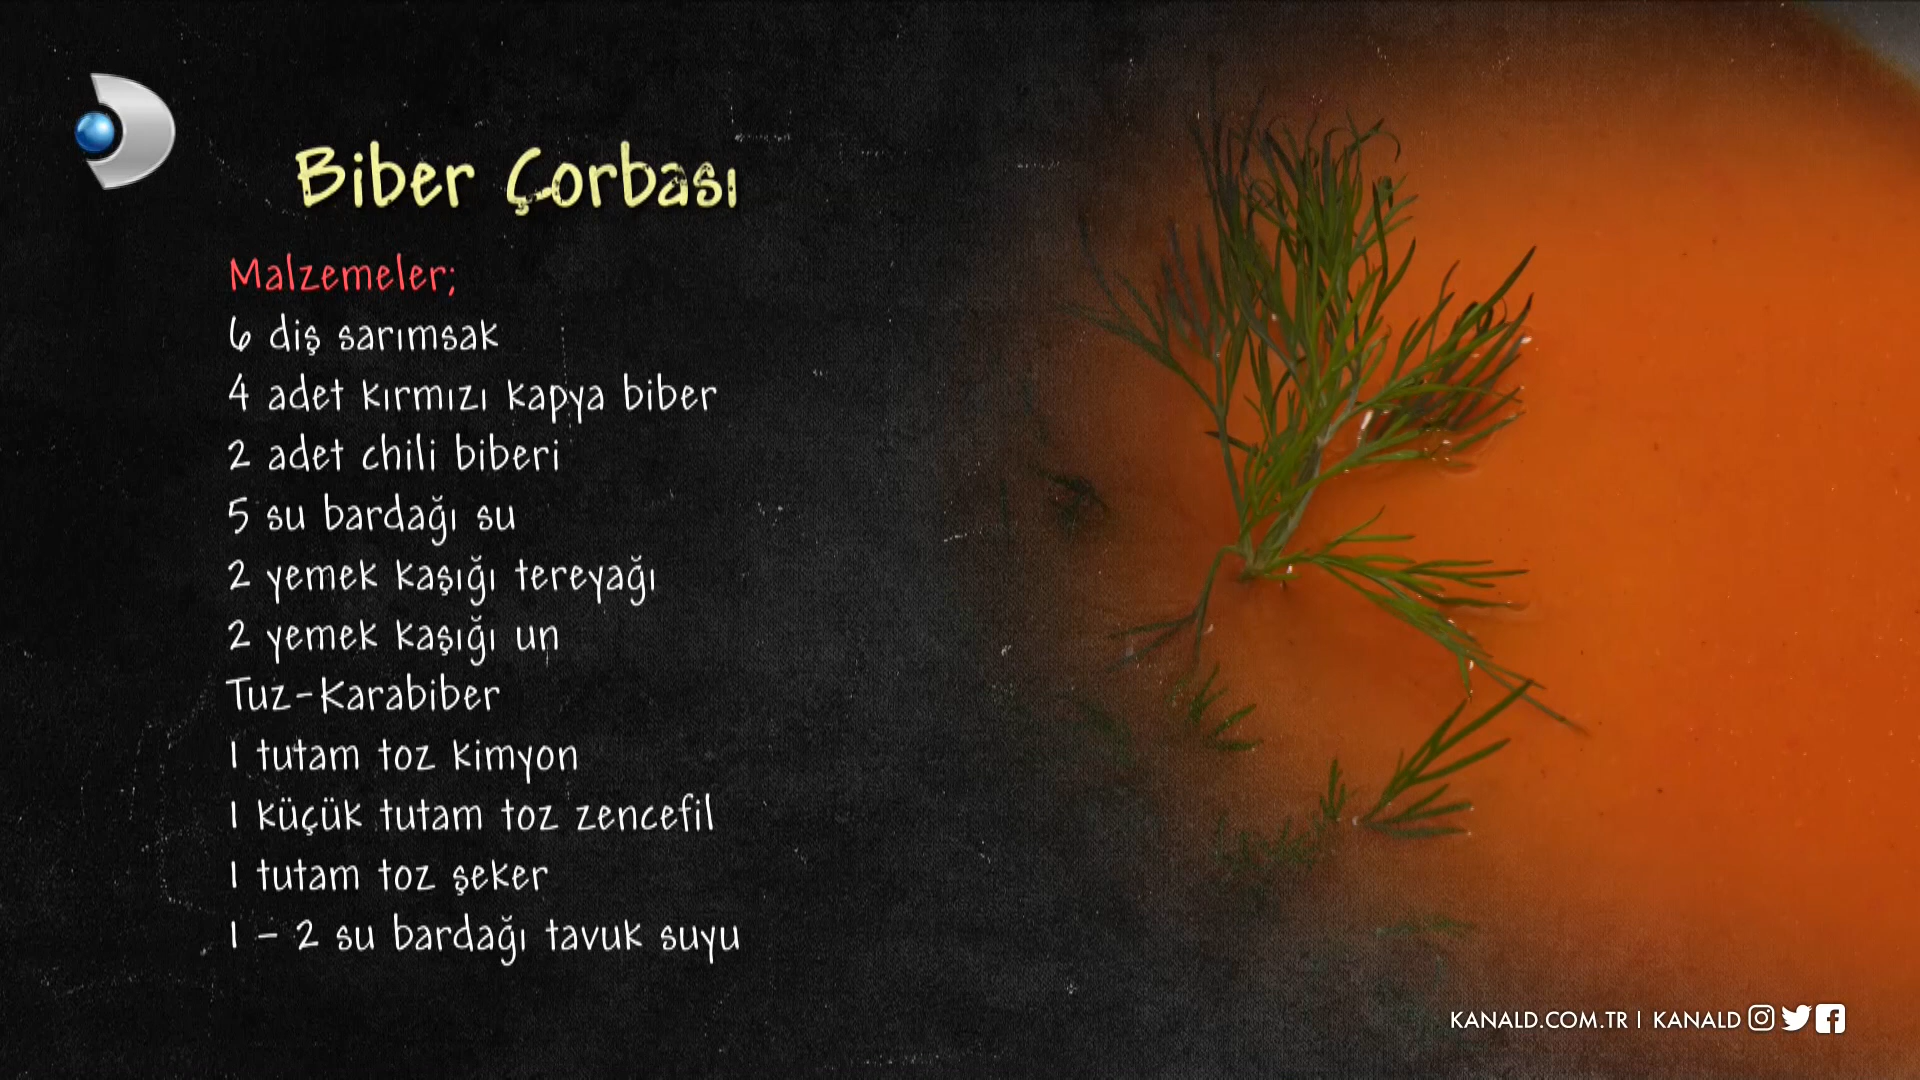 Biber Çorbası
Malzemeler;
6 diş sarımsak
4 adet kırmızı kapya biber
2 adet chili biberi
5 su bardağı su
2 yemek kaşığı tereyağı
2 yemek kaşığı un
Tuz-Karabiber
1 tutam toz kimyon
1 küçük tutam toz zencefil
1 tutam toz şeker
1 - 2 su bardağı tavuk suyu
KANALD.COM.TR | KANALD